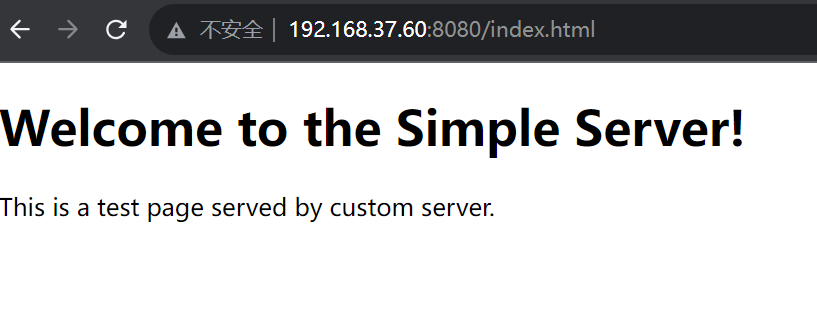 不安全 | 192.168.37.60:8080/index.html
Welcome to the Simple Server!
This is a test page served by custom server.